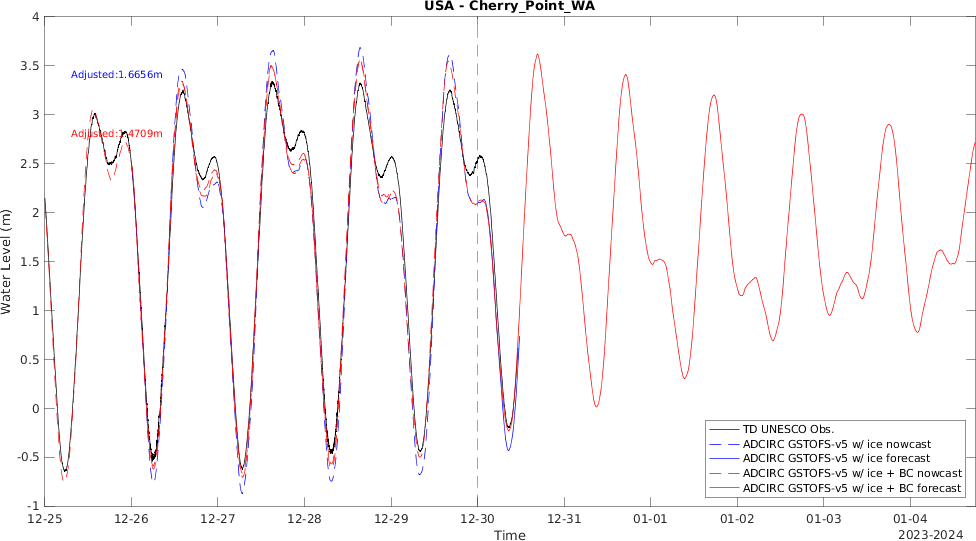 USA - Cherry_Point_WA
4
3.5
3
2.5
2
1.5
1
0.5
0
-0.5
-1
Water Level (m)
Adjusted:1.6656m
Adjusted:1.4709m
TD UNESCO Obs.
ADCIRC GSTOFS-v5 w/ ice nowcast
ADCIRC GSTOFS-v5 w/ ice forecast
ADCIRC GSTOFS-v5 w/ ice + BC nowcast
ADCIRC GSTOFS-v5 w/ ice + BC forecast
12-25 12-26 12-27 12-28 12-29 12-30 12-31 01-01 01-02 01-03 01-04
Time
2023-2024